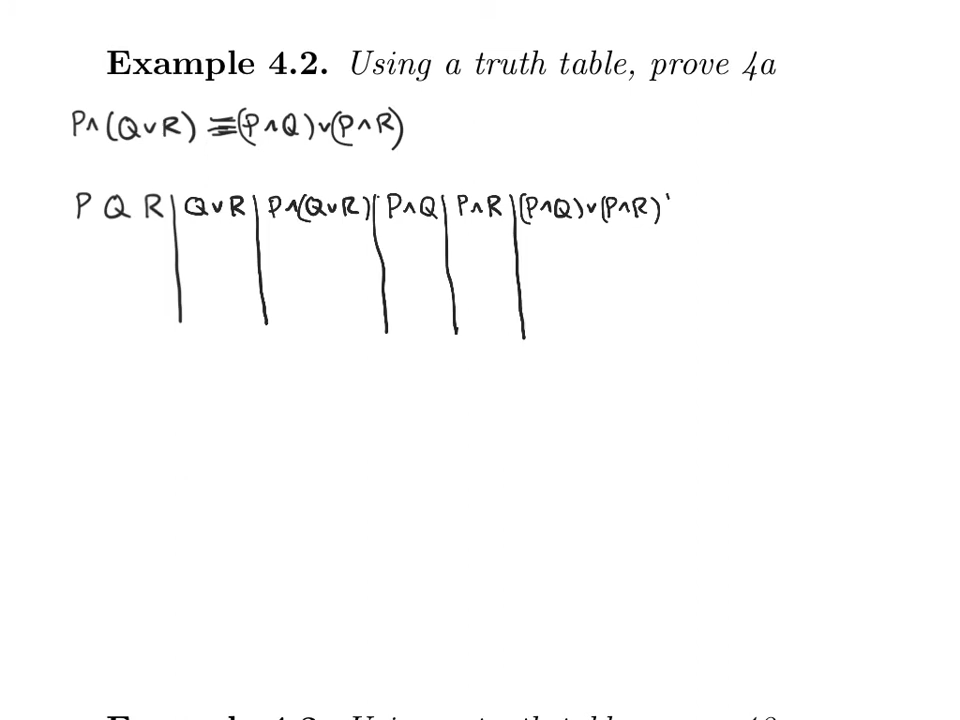 Example 4.2. Using a truth table, prove 4a
P∧(Q∨R) ≡ (P∧Q)∨(P∧R)
P Q R | Q∨R | P∧(Q∨R) | P∧Q | P∧R | (P∧Q)∨(P∧R)